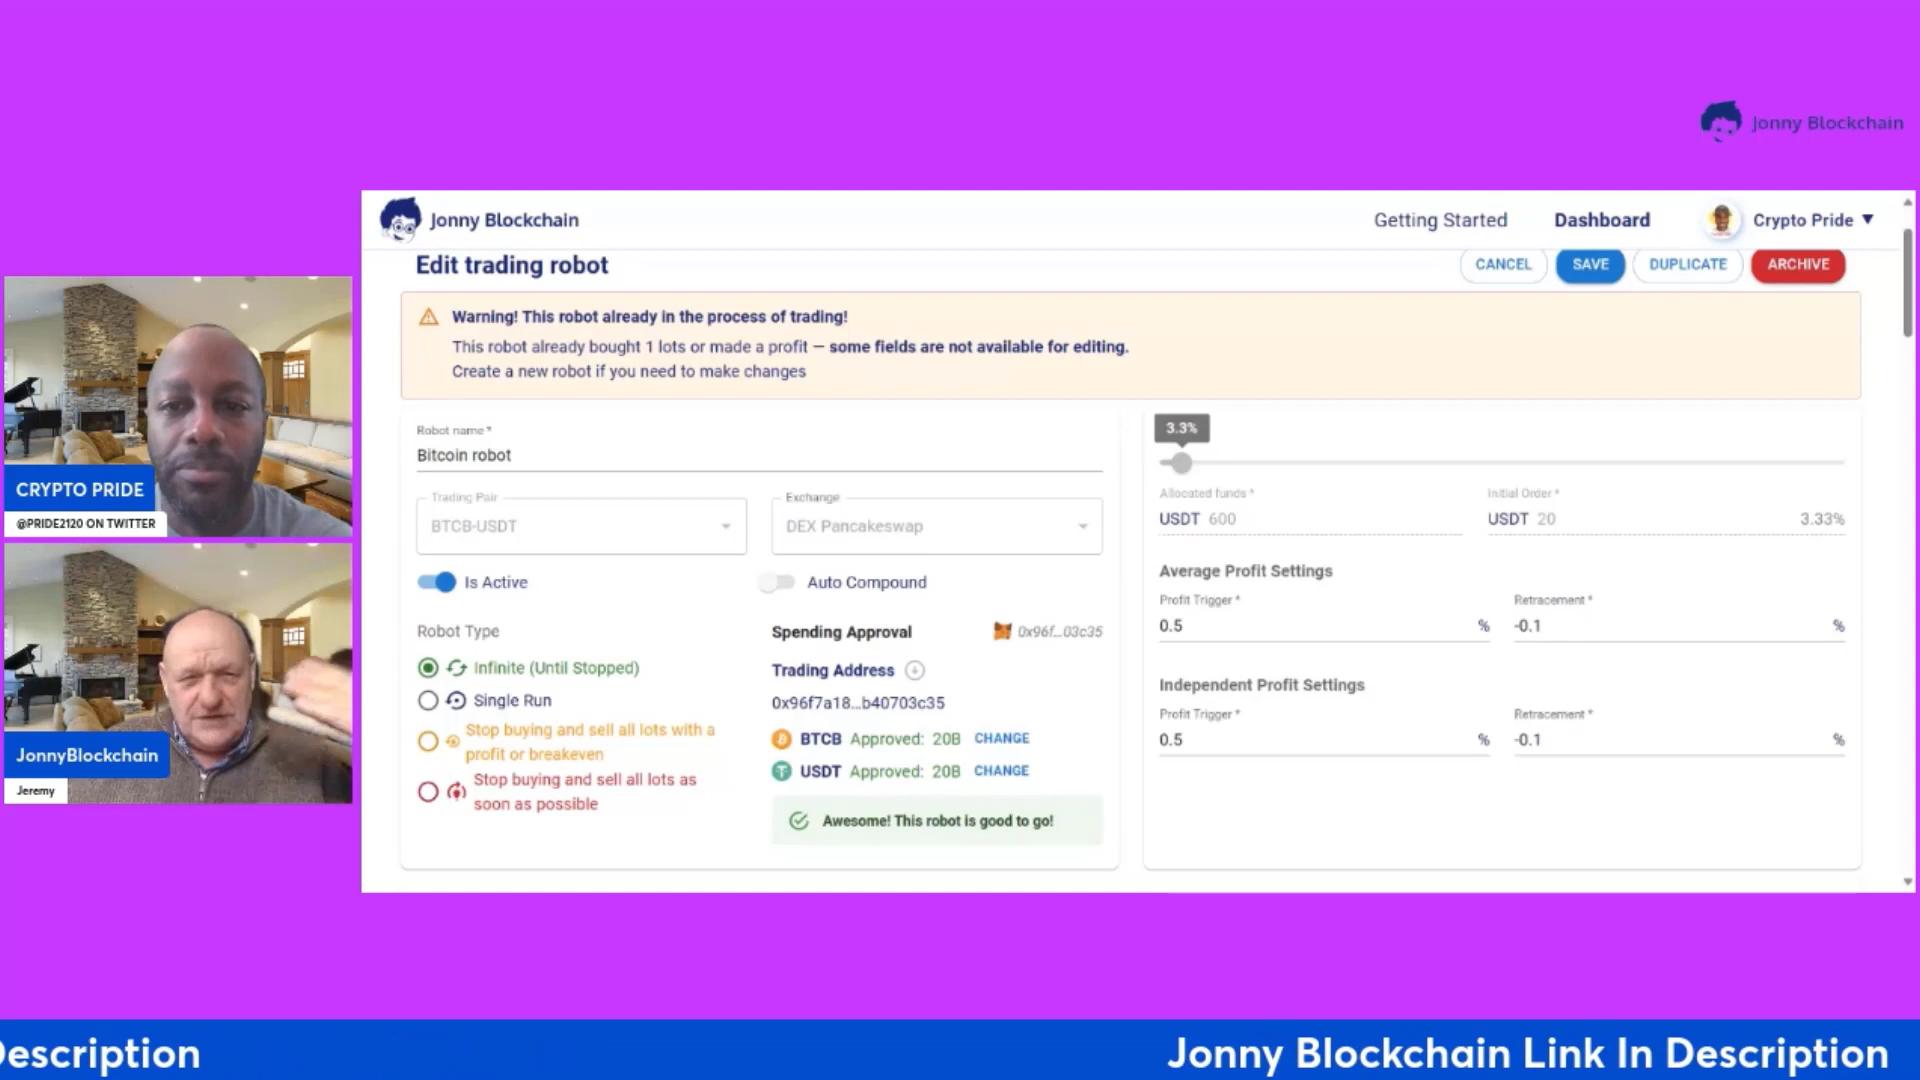 Jonny Blockchain
Jonny Blockchain
Getting Started
Dashboard
Crypto Pride
Edit trading robot
CANCEL
SAVE
DUPLICATE
ARCHIVE
Warning! This robot already in the process of trading!
This robot already bought 1 lots or made a profit — some fields are not available for editing.
Create a new robot if you need to make changes
Robot name *
Bitcoin robot
Trading Pair
BTCB-USDT
Exchange
DEX Pancakeswap
Is Active
Auto Compound
Robot Type
Infinite (Until Stopped)
Single Run
Stop buying and sell all lots with a
profit or breakeven
Stop buying and sell all lots as
soon as possible
Spending Approval
0x96f...03c35
Trading Address
0x96f7a18...b40703c35
BTCB Approved: 20B CHANGE
USDT Approved: 20B CHANGE
Awesome! This robot is good to go!
3.3%
Allocated funds *
USDT 600
Initial Order *
USDT 20 3.33%
Average Profit Settings
Profit Trigger *
0.5 %
Retracement *
-0.1 %
Independent Profit Settings
Profit Trigger *
0.5 %
Retracement *
-0.1 %
CRYPTO PRIDE
@PRIDE2120 ON TWITTER
JonnyBlockchain
Jeremy
Description
Jonny Blockchain Link In Description